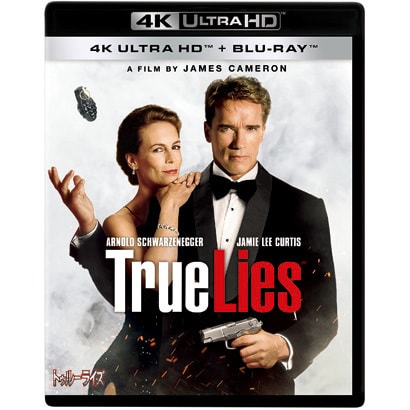 4K ULTRA HD
4K ULTRA HD™ + BLU-RAY™
A FILM BY JAMES CAMERON
ARNOLD SCHWARZENEGGER JAMIE LEE CURTIS
True Lies
トゥルーライズ